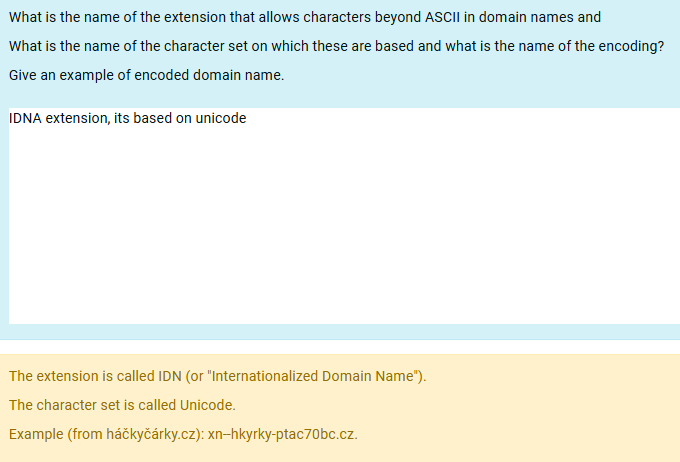 What is the name of the extension that allows characters beyond ASCII in domain names and
What is the name of the character set on which these are based and what is the name of the encoding?
Give an example of encoded domain name.
IDNA extension, its based on unicode
The extension is called IDN (or "Internationalized Domain Name").
The character set is called Unicode.
Example (from háčkyčárky.cz): xn--hkyrky-ptac70bc.cz.